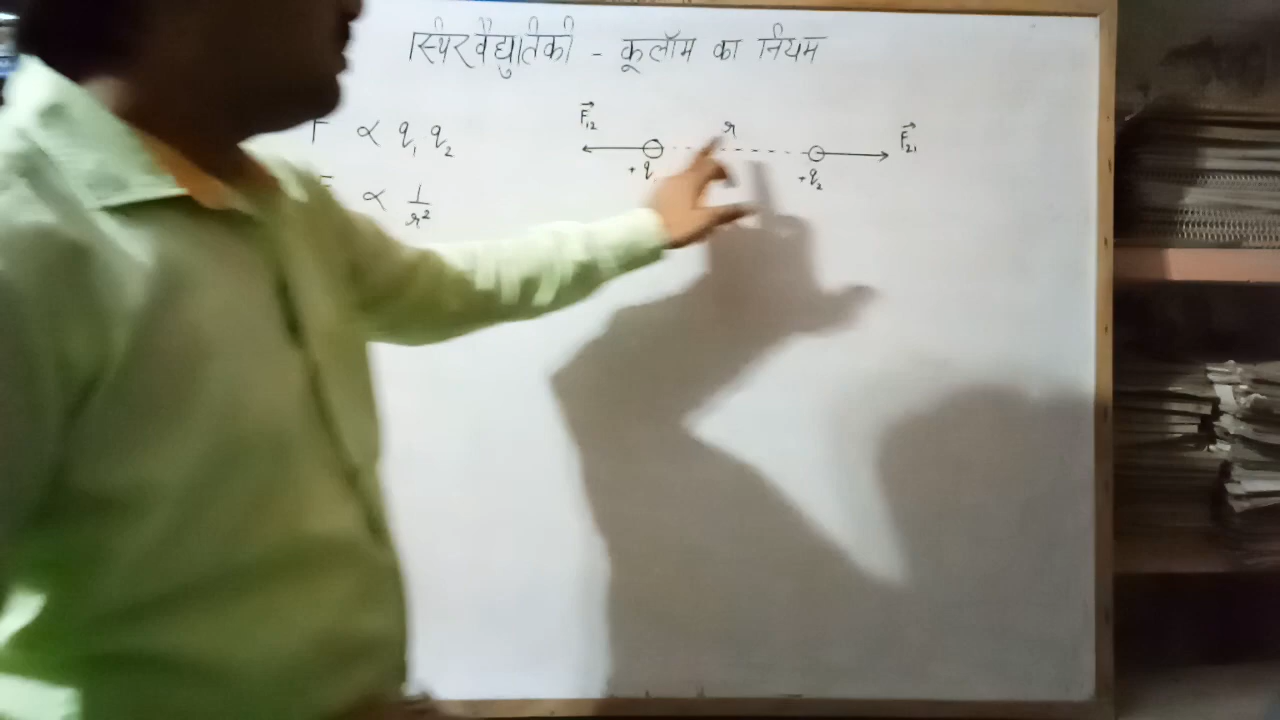 स्थिरवैद्युतिकी - कूलॉम का नियम
F ∝ q₁ q₂
F⃗₁₂ r F⃗₂₁
+q +q₂
∝ 1/r²